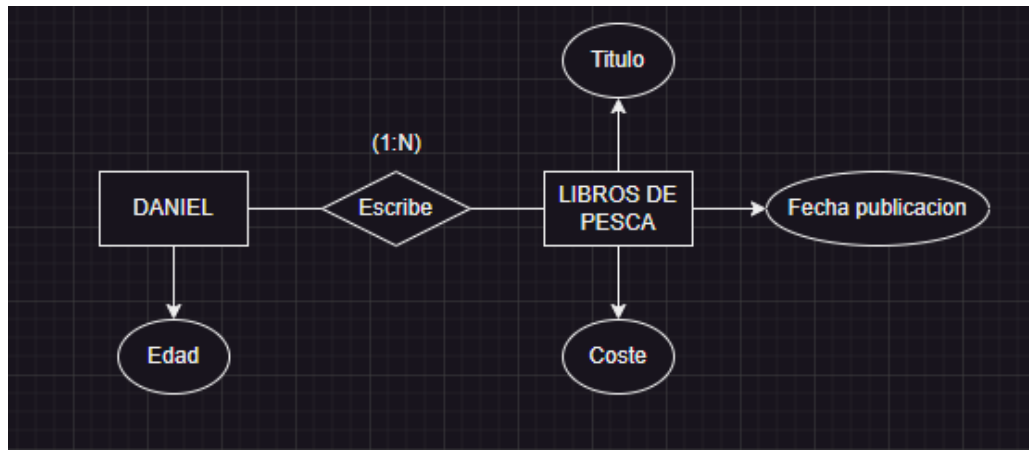 Titulo
(1:N)
DANIEL
Escribe
LIBROS DE
PESCA
Fecha publicacion
Edad
Coste